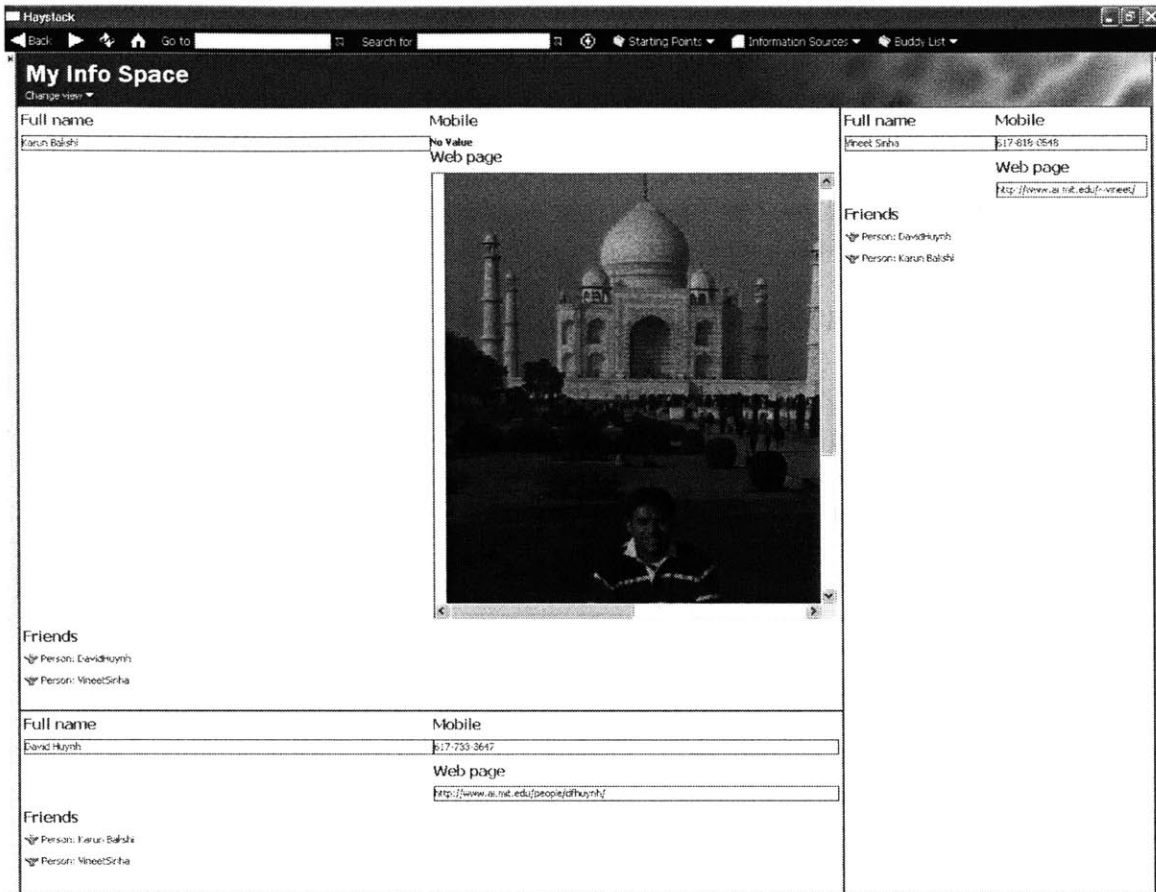 Haystack
Back Go to Search for Starting Points Information Sources Buddy List
My Info Space
Change view
Full name Mobile
Karun Bakshi No Value
Web page
Friends
Person: DavidHuynh
Person: VineetSinha
Full name Mobile
David Huynh 617-733-3647
Web page
http://www.ai.mit.edu/people/dfhuynh/
Friends
Person: Karun Bakshi
Person: VineetSinha
Full name Mobile
Vineet Sinha 617-818-0548
Web page
http://www.ai.mit.edu/~vineet/
Friends
Person: DavidHuynh
Person: Karun Bakshi